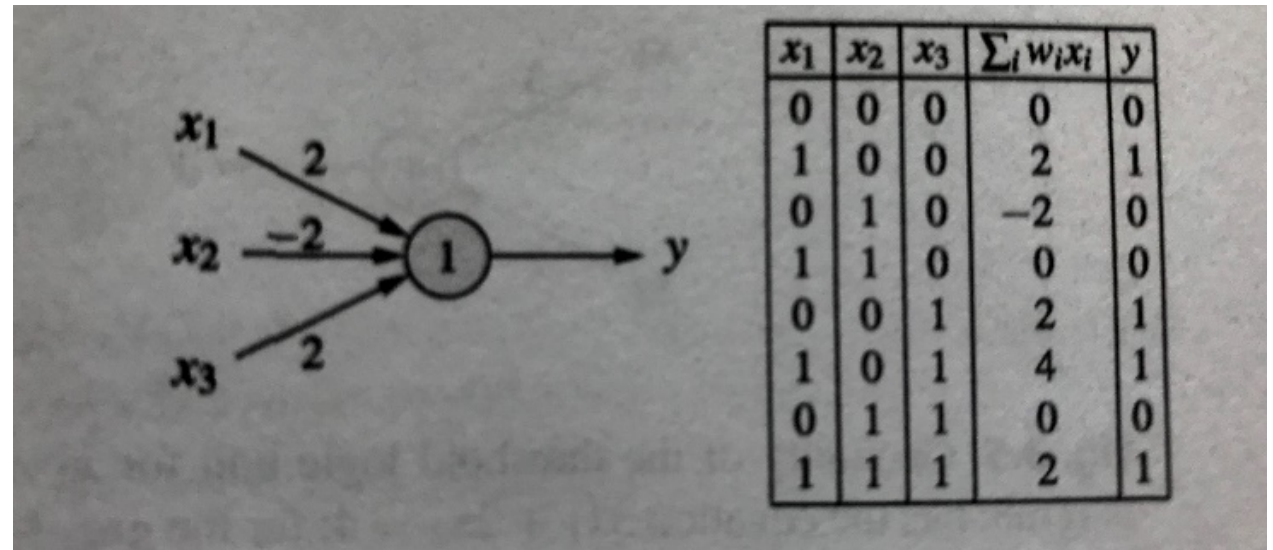 x1
2
x2
−2
1
y
x3
2
x1 x2 x3 ∑i wixi y
0 0 0 0 0
1 0 0 2 1
0 1 0 −2 0
1 1 0 0 0
0 0 1 2 1
1 0 1 4 1
0 1 1 0 0
1 1 1 2 1